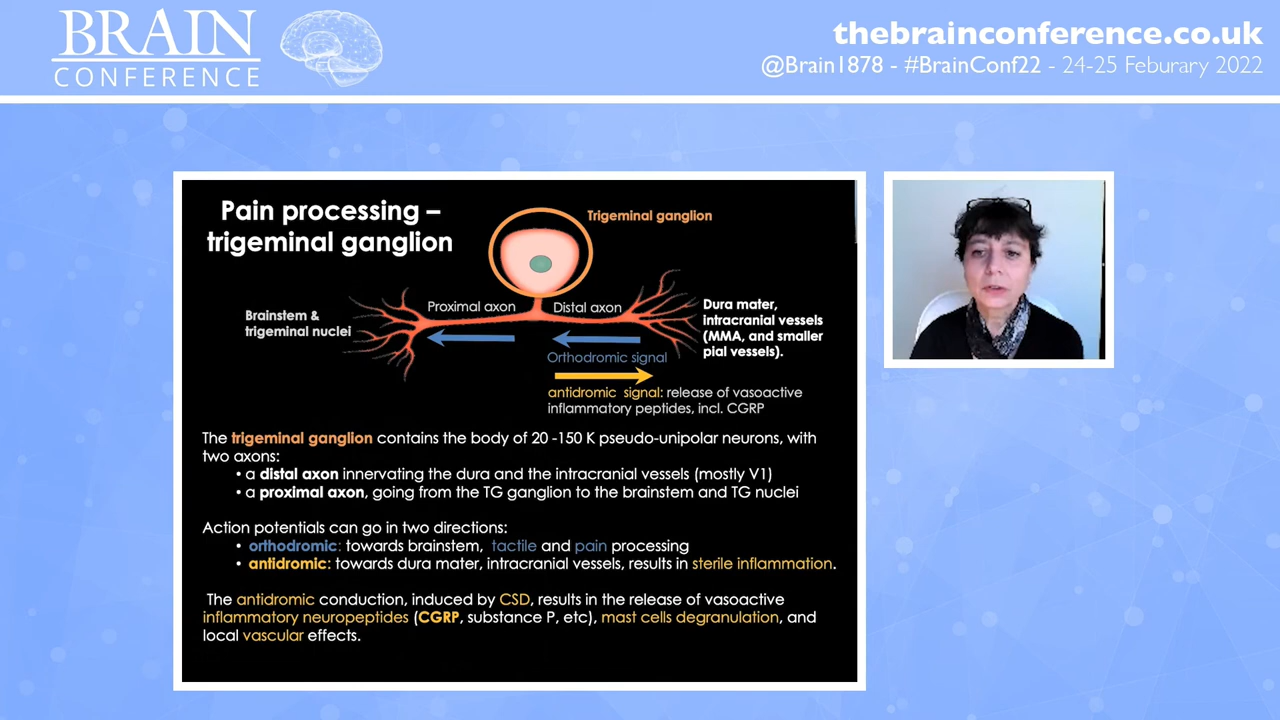 BRAIN
CONFERENCE
thebrainconference.co.uk
@Brain1878 - #BrainConf22 - 24-25 Feburary 2022
Pain processing –
trigeminal ganglion
Trigeminal ganglion
Brainstem &
trigeminal nuclei
Proximal axon
Distal axon
Dura mater,
intracranial vessels
(MMA, and smaller
pial vessels).
Orthodromic signal
antidromic signal: release of vasoactive
inflammatory peptides, incl. CGRP
The trigeminal ganglion contains the body of 20 -150 K pseudo-unipolar neurons, with
two axons:
• a distal axon innervating the dura and the intracranial vessels (mostly V1)
• a proximal axon, going from the TG ganglion to the brainstem and TG nuclei
Action potentials can go in two directions:
• orthodromic: towards brainstem, tactile and pain processing
• antidromic: towards dura mater, intracranial vessels, results in sterile inflammation.
The antidromic conduction, induced by CSD, results in the release of vasoactive
inflammatory neuropeptides (CGRP, substance P, etc), mast cells degranulation, and
local vascular effects.